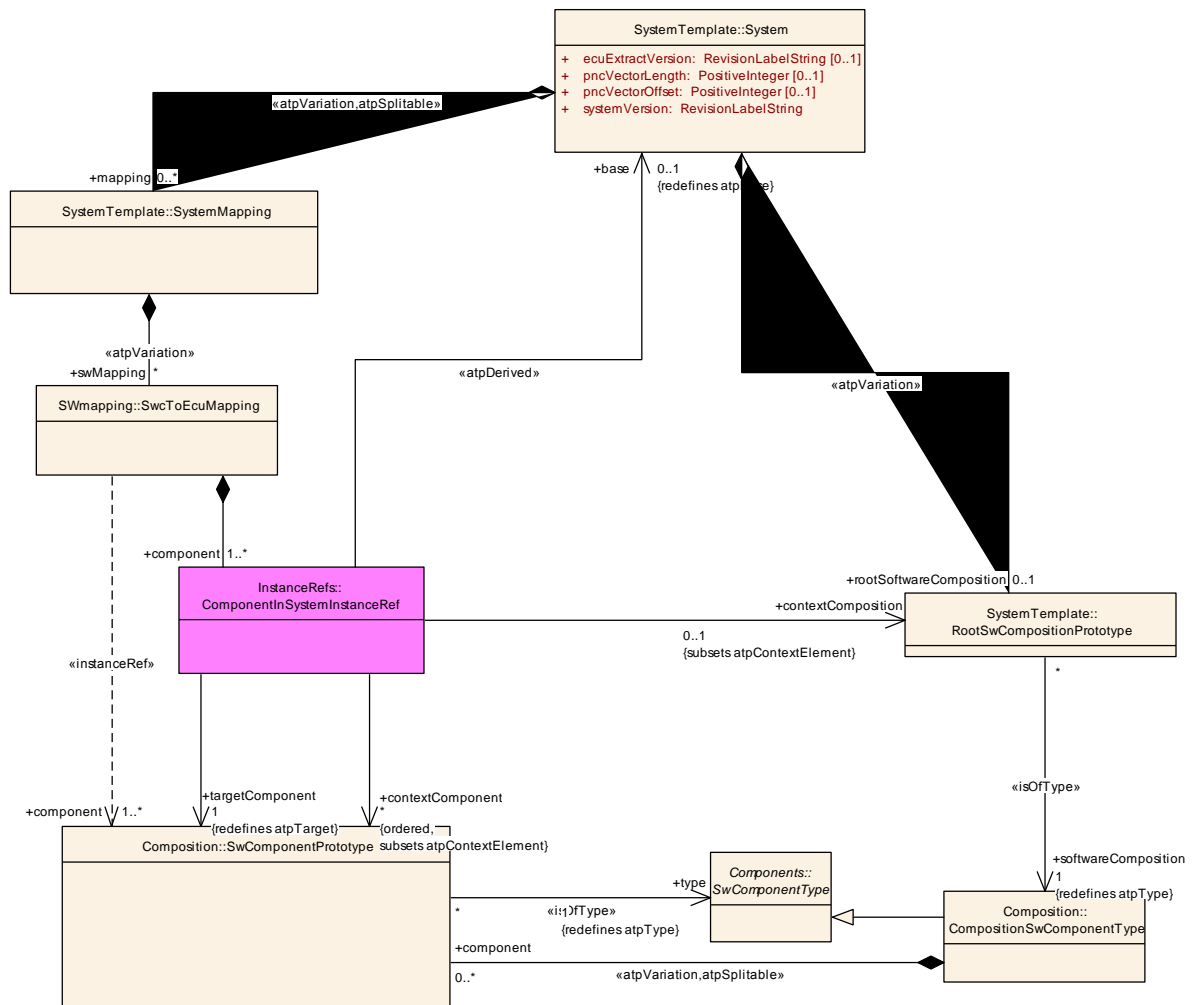 SystemTemplate::System
+ ecuExtractVersion: RevisionLabelString [0..1]
+ pncVectorLength: PositiveInteger [0..1]
+ pncVectorOffset: PositiveInteger [0..1]
+ systemVersion: RevisionLabelString
«atpVariation,atpSplitable»
+mapping 0..*
+base 0..1
SystemTemplate::SystemMapping
«atpVariation»
+swMapping *
«atpDerived»
«atpVariation»
SWmapping::SwcToEcuMapping
+component 1..*
+rootSoftwareComposition 0..1
InstanceRefs::
ComponentInSystemInstanceRef
+contextComposition
0..1
{subsets atpContextElement}
SystemTemplate::
RootSwCompositionPrototype
*
«instanceRef»
«isOfType»
+component 1..*
+targetComponent
1
{redefines atpTarget}
+contextComponent
*
{ordered,
subsets atpContextElement}
Composition::SwComponentPrototype
+softwareComposition
1
{redefines atpType}
Components::
SwComponentType
+type
*
«isOfType»
1
{redefines atpType}
Composition::
CompositionSwComponentType
+component
0..*
«atpVariation,atpSplitable»